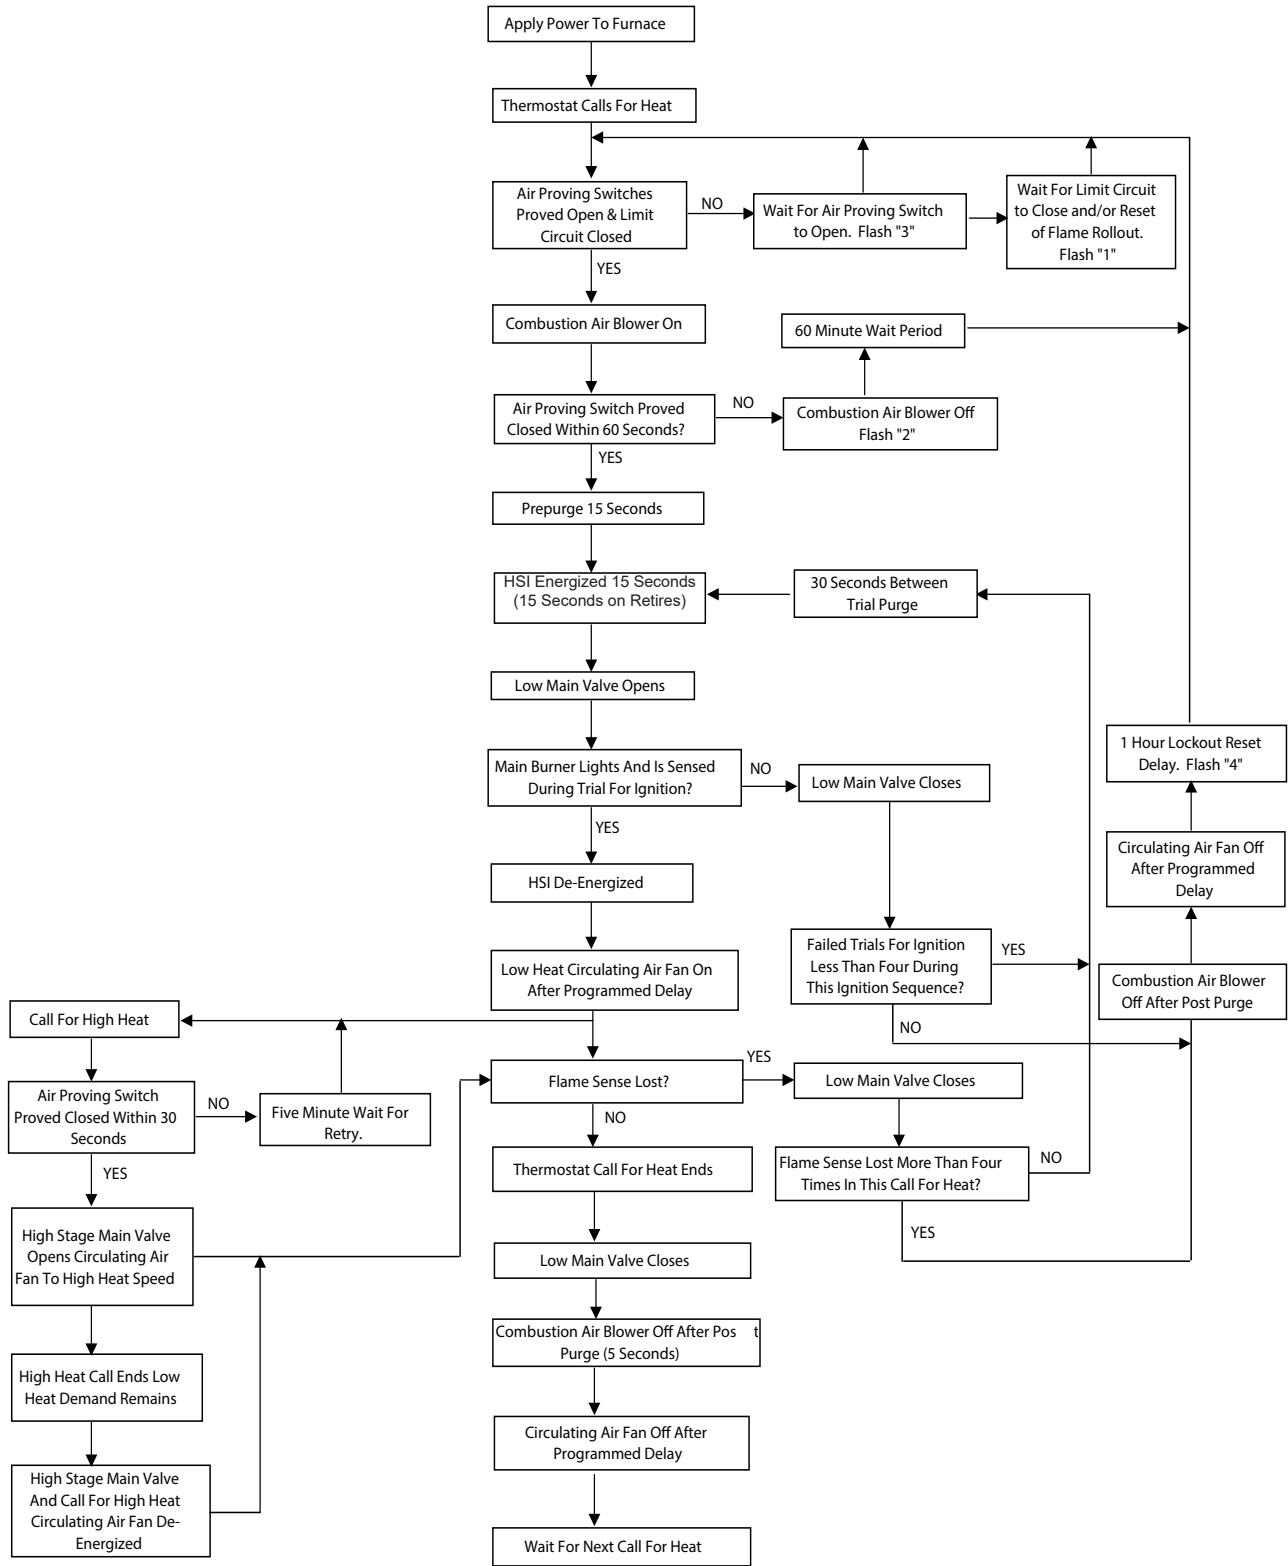 Apply Power To Furnace
Thermostat Calls For Heat
Air Proving Switches
Proved Open & Limit
Circuit Closed
NO
Wait For Air Proving Switch
to Open. Flash "3"
Wait For Limit Circuit
to Close and/or Reset
of Flame Rollout.
Flash "1"
YES
Combustion Air Blower On
60 Minute Wait Period
Air Proving Switch Proved
Closed Within 60 Seconds?
NO
Combustion Air Blower Off
Flash "2"
YES
Prepurge 15 Seconds
HSI Energized 15 Seconds
(15 Seconds on Retires)
30 Seconds Between
Trial Purge
Low Main Valve Opens
Main Burner Lights And Is Sensed
During Trial For Ignition?
NO
Low Main Valve Closes
1 Hour Lockout Reset
Delay. Flash "4"
YES
HSI De-Energized
Circulating Air Fan Off
After Programmed
Delay
Failed Trials For Ignition
Less Than Four During
This Ignition Sequence?
YES
NO
Combustion Air Blower
Off After Post Purge
Low Heat Circulating Air Fan On
After Programmed Delay
Call For High Heat
Flame Sense Lost?
YES
Low Main Valve Closes
NO
Air Proving Switch
Proved Closed Within 30
Seconds
NO
Five Minute Wait For
Retry.
YES
Thermostat Call For Heat Ends
Flame Sense Lost More Than Four
Times In This Call For Heat?
NO
YES
High Stage Main Valve
Opens Circulating Air
Fan To High Heat Speed
Low Main Valve Closes
Combustion Air Blower Off After Pos t
Purge (5 Seconds)
High Heat Call Ends Low
Heat Demand Remains
Circulating Air Fan Off After
Programmed Delay
High Stage Main Valve
And Call For High Heat
Circulating Air Fan De-
Energized
Wait For Next Call For Heat